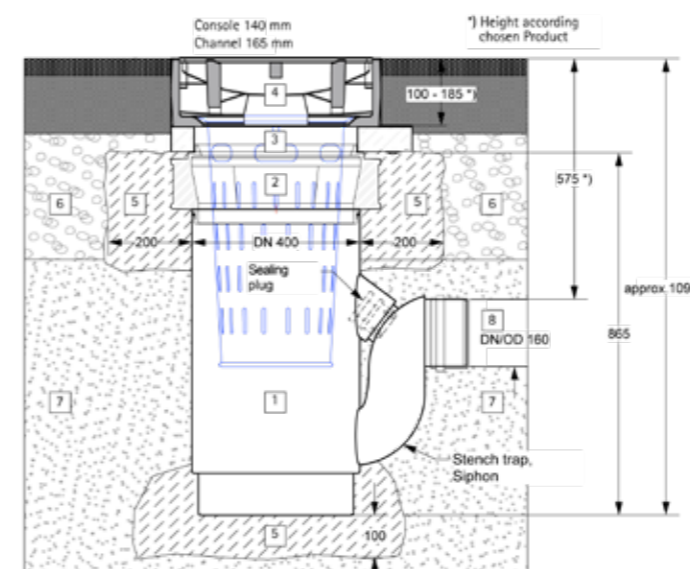 Console 140 mm
Channel 165 mm
*) Height according
chosen Product
4
100 - 185 *)
3
2
575 *)
6
5
5
6
200
DN 400
200
Sealing
plug
approx.109
8
DN/OD 160
865
7
1
7
Stench trap,
Siphon
5
100